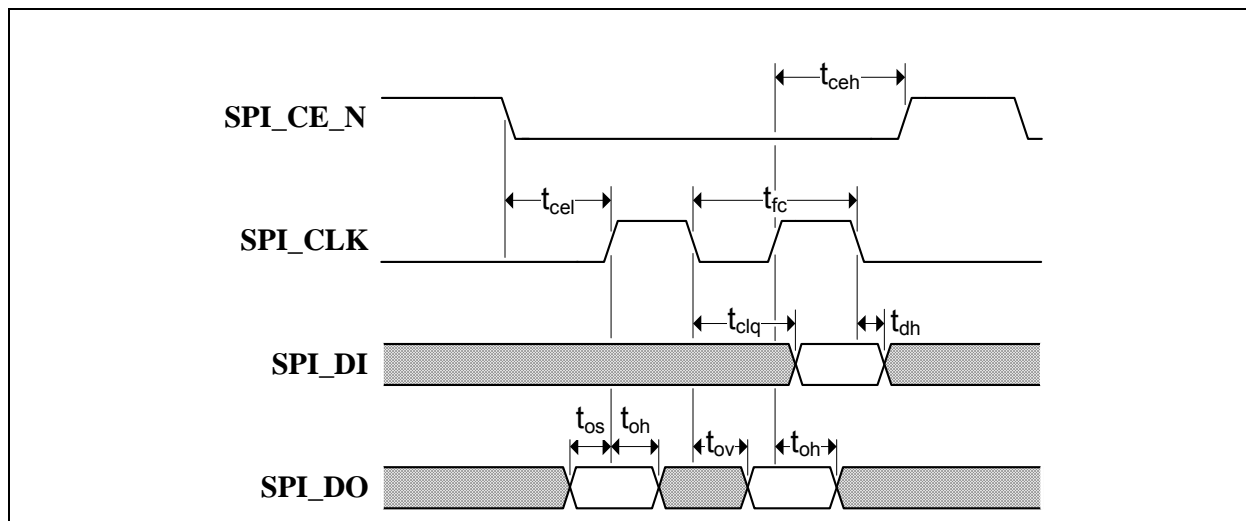 t_ceh
SPI_CE_N
t_cel
t_fc
SPI_CLK
t_clq
t_dh
SPI_DI
t_os
t_oh
t_ov
t_oh
SPI_DO